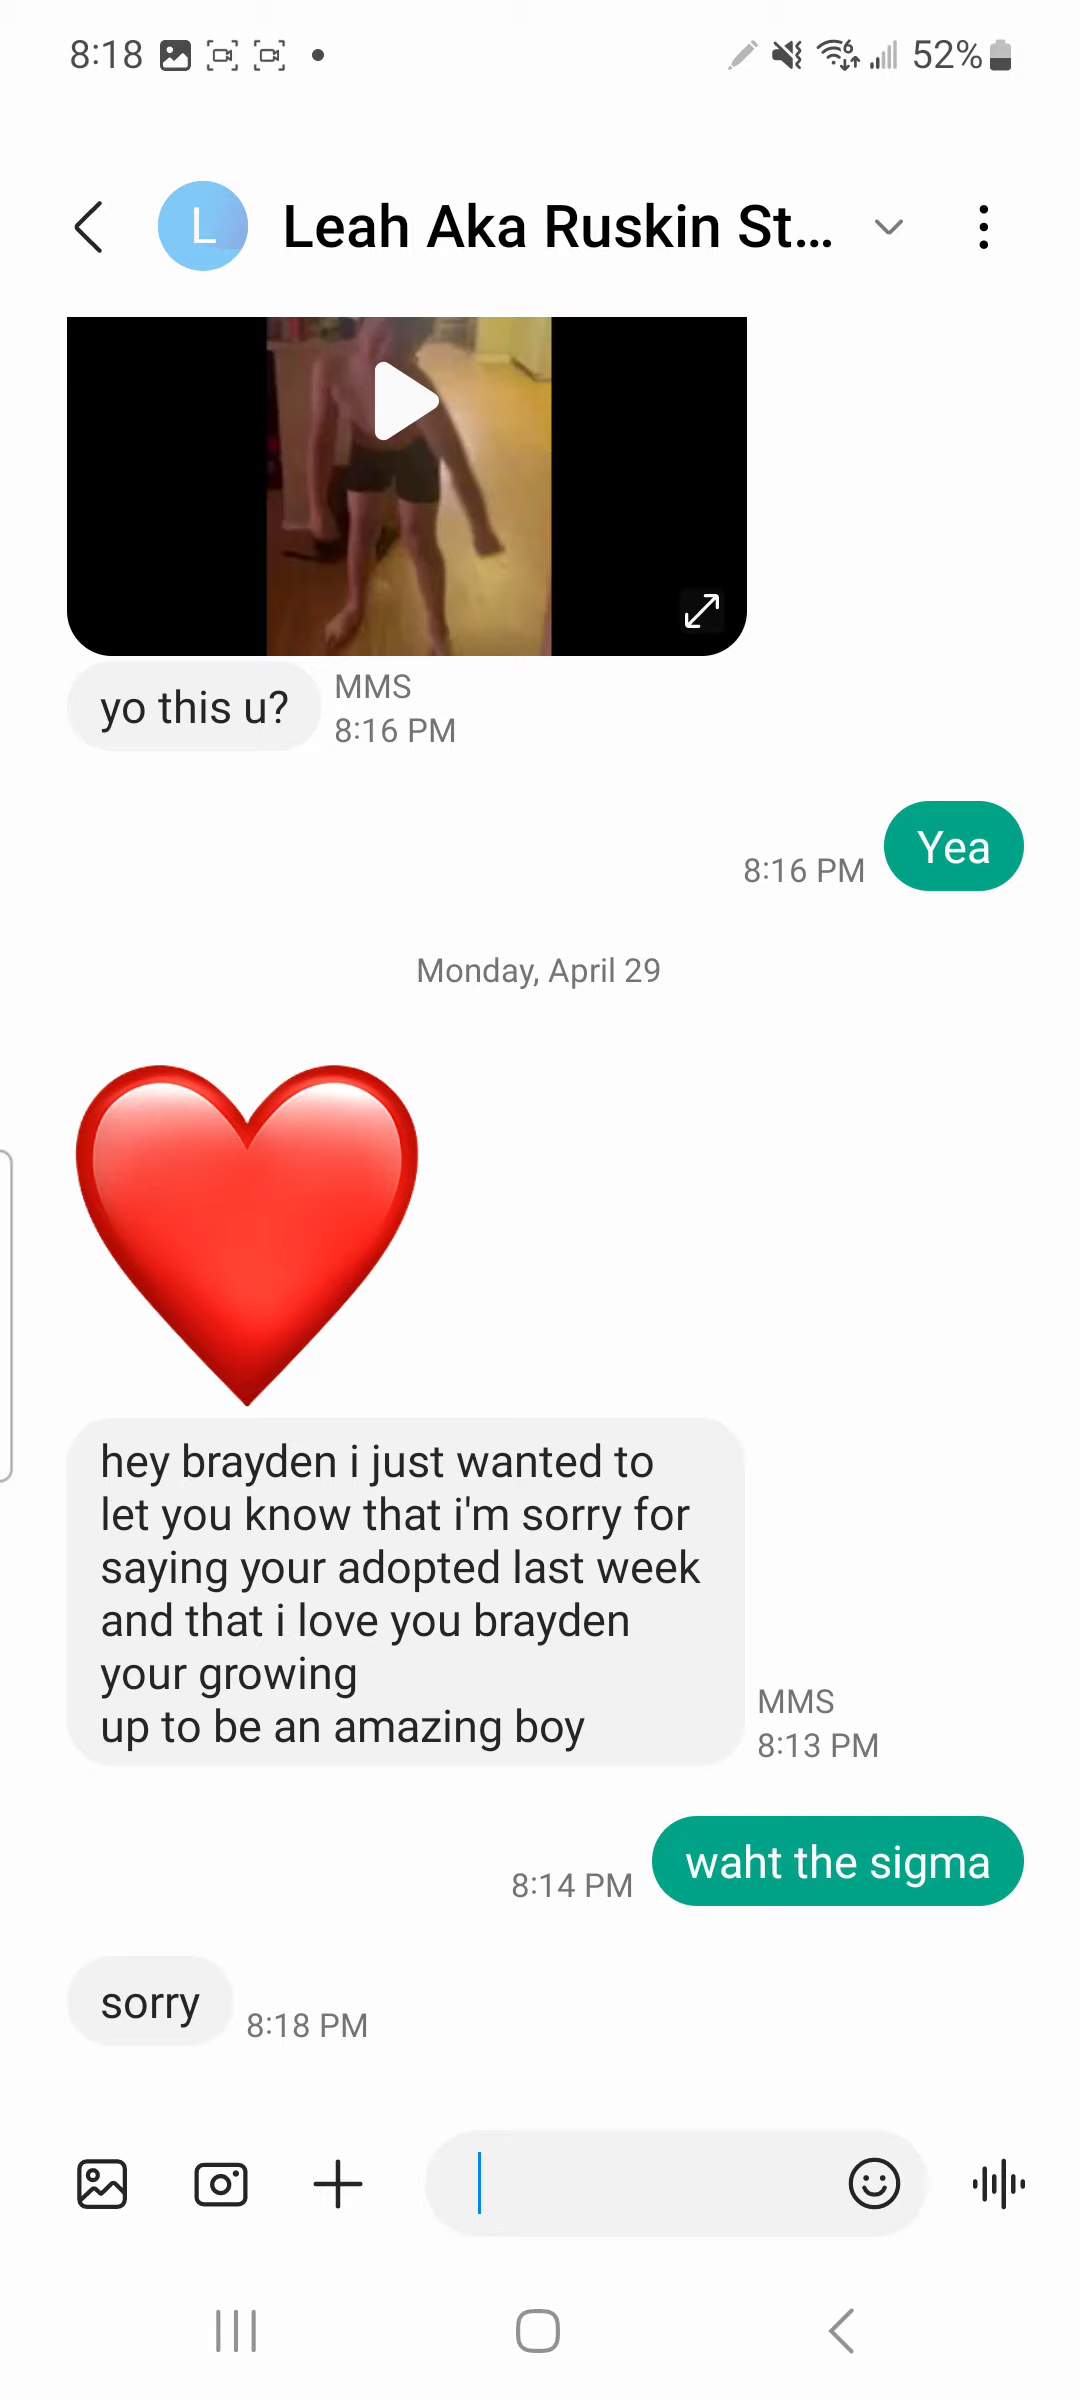 8:18
6
52%
L
Leah Aka Ruskin St...
MMS
yo this u?
8:16 PM
Yea
8:16 PM
Monday, April 29
hey brayden i just wanted to
let you know that i'm sorry for
saying your adopted last week
and that i love you brayden
your growing
up to be an amazing boy
MMS
8:13 PM
waht the sigma
8:14 PM
sorry
8:18 PM